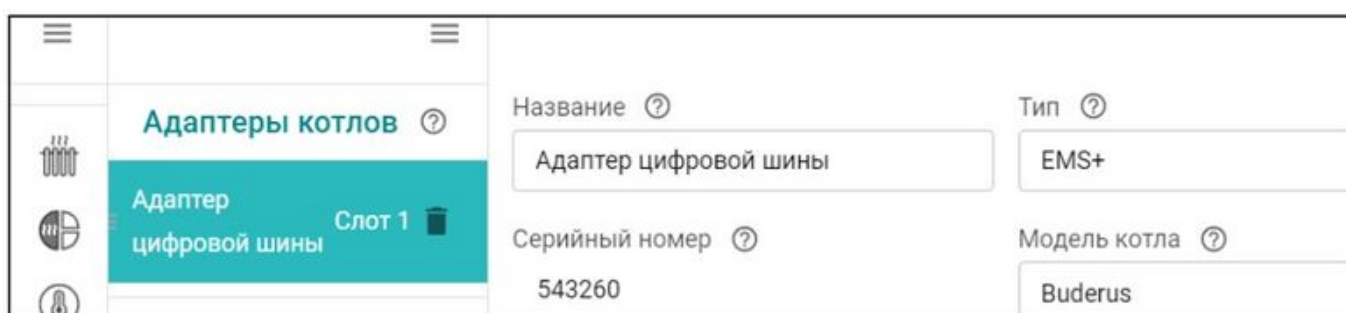 Адаптеры котлов
Адаптер
цифровой шины
Слот 1
Название
Тип
Адаптер цифровой шины
EMS+
Серийный номер
Модель котла
543260
Buderus